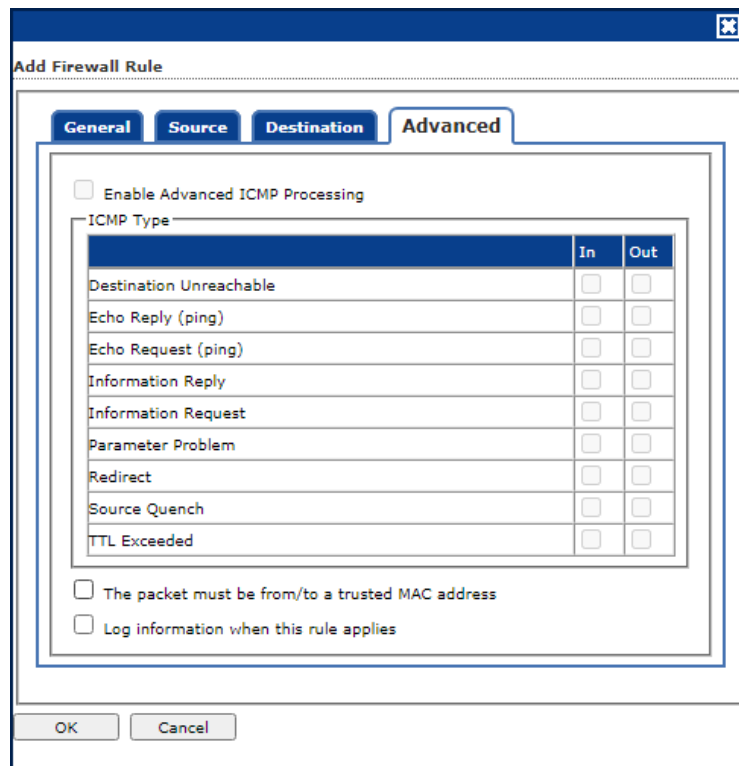 Add Firewall Rule
General Source Destination Advanced
Enable Advanced ICMP Processing
ICMP Type
In Out
Destination Unreachable
Echo Reply (ping)
Echo Request (ping)
Information Reply
Information Request
Parameter Problem
Redirect
Source Quench
TTL Exceeded
The packet must be from/to a trusted MAC address
Log information when this rule applies
OK Cancel